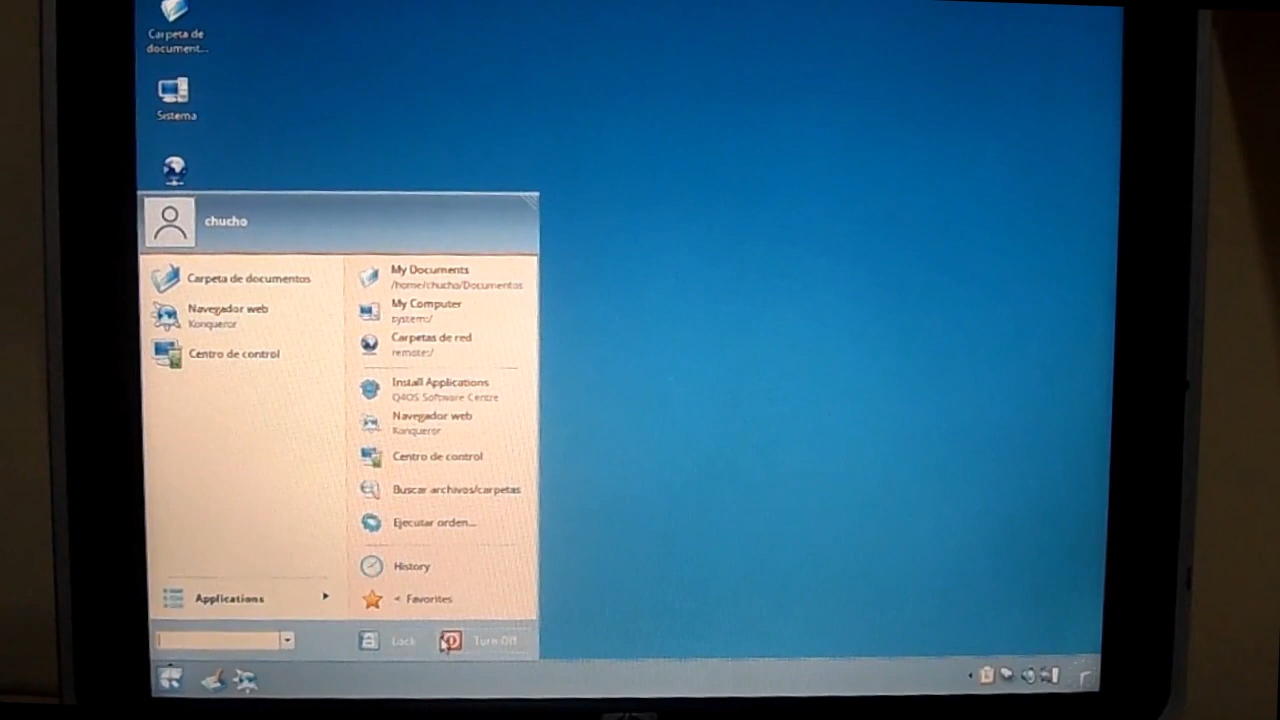 Carpeta de
document...
Sistema
chucho
Carpeta de documentos
Navegador web
Konqueror
Centro de control
Applications
My Documents
/home/chucho/Documentos
My Computer
system:/
Carpetas de red
remote:/
Install Applications
Q4OS Software Centre
Navegador web
Konqueror
Centro de control
Buscar archivos/carpetas
Ejecutar orden...
History
< Favorites
Lock
Turn Off